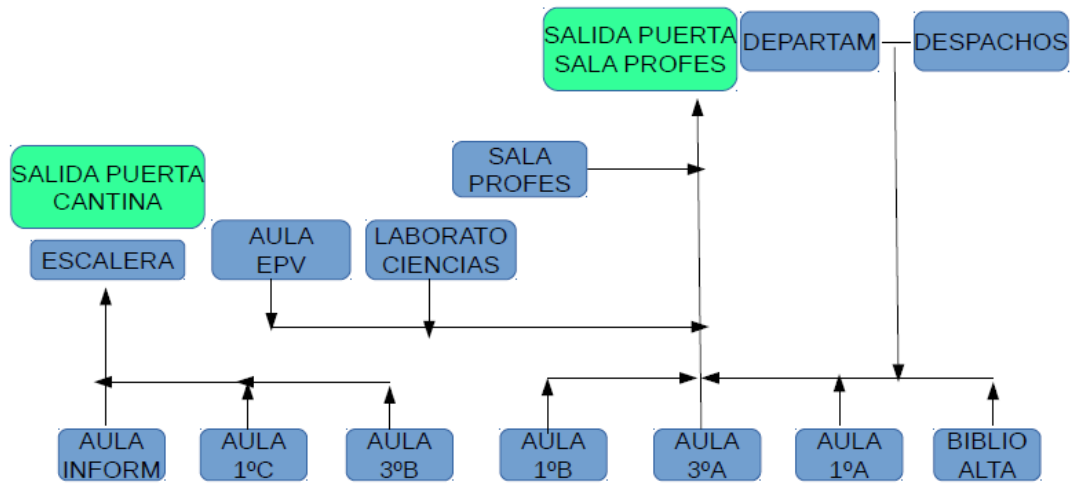 SALIDA PUERTA
SALA PROFES
DEPARTAM
DESPACHOS
SALA
PROFES
SALIDA PUERTA
CANTINA
ESCALERA
AULA
EPV
LABORATO
CIENCIAS
AULA
INFORM
AULA
1ºC
AULA
3ºB
AULA
1ºB
AULA
3ºA
AULA
1ºA
BIBLIO
ALTA